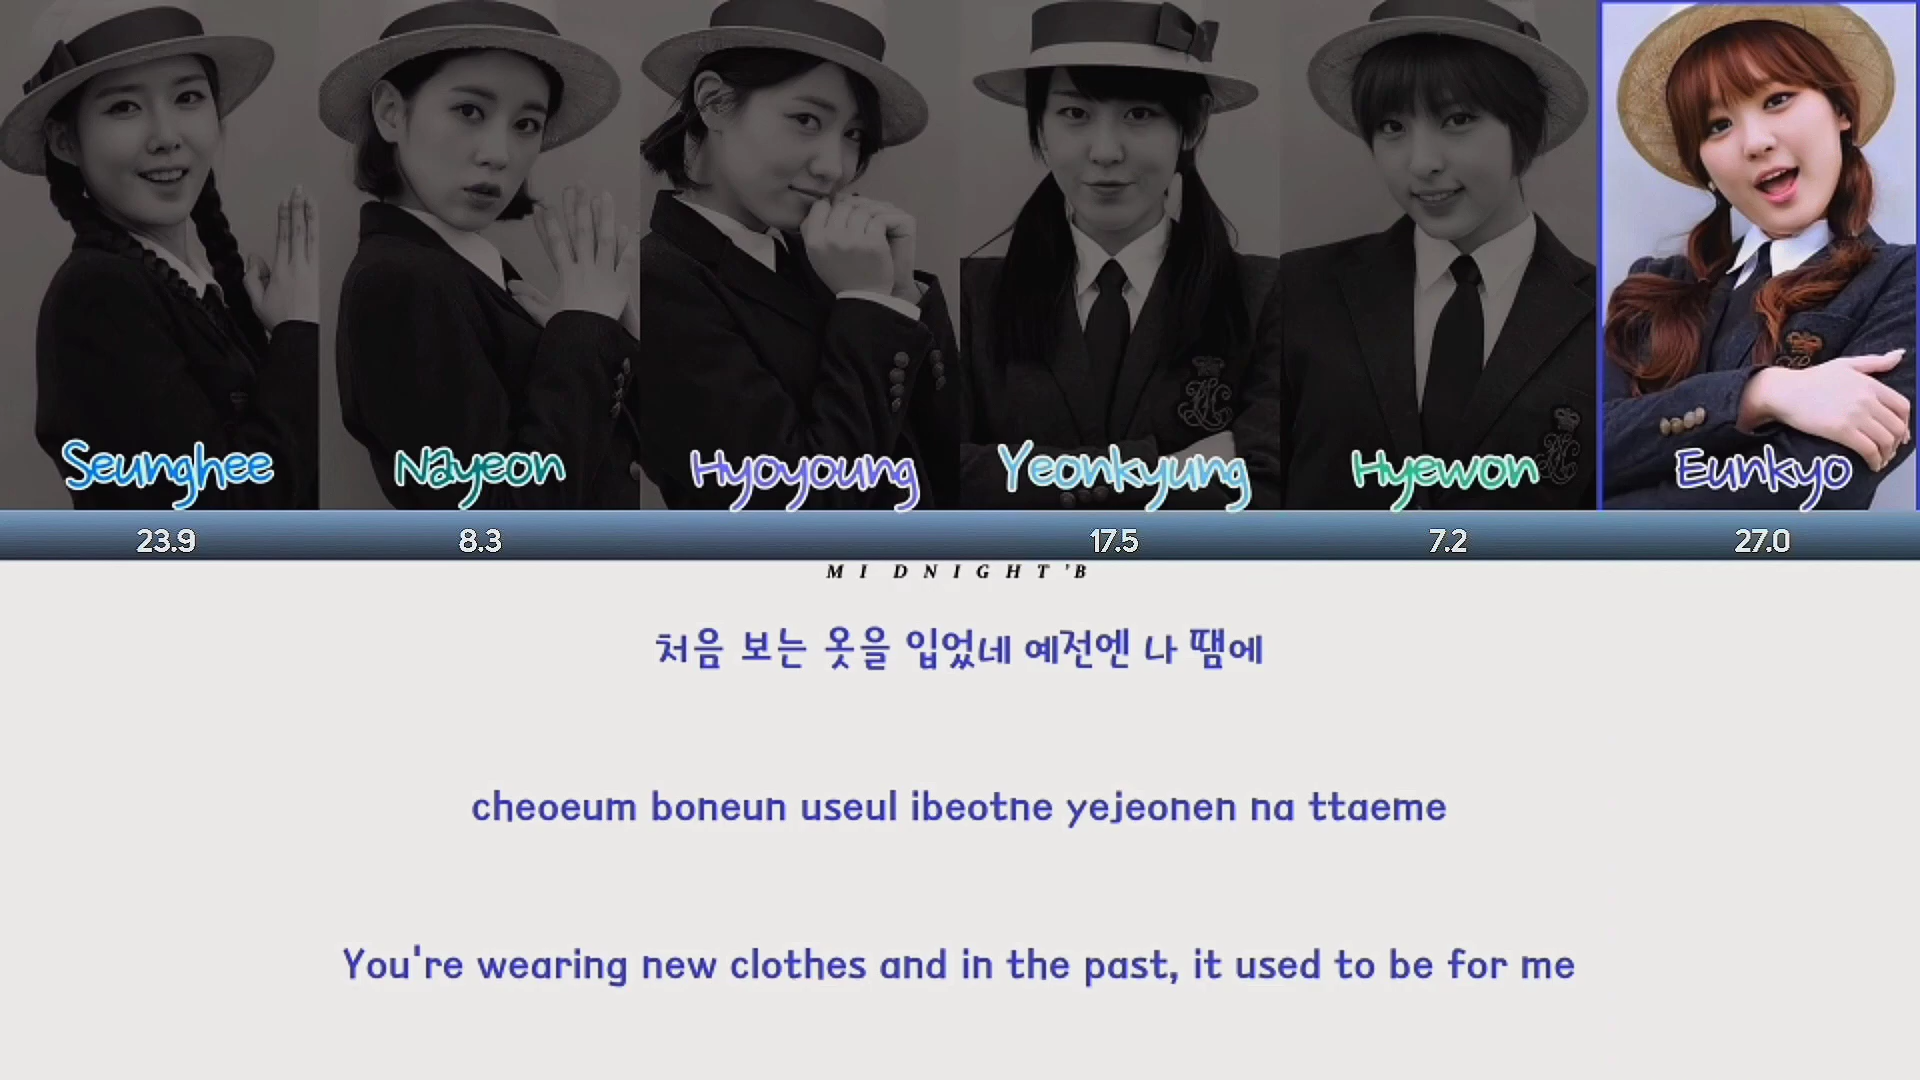 Seunghee Nayeon Hyoyoung Yeonkyung Hyewon Eunkyo
23.9 8.3 17.5 7.2 27.0
MIDNIGHT'B
처음 보는 옷을 입었네 예전엔 나 땜에
cheoeum boneun useul ibeotne yejeonen na ttaeme
You're wearing new clothes and in the past, it used to be for me